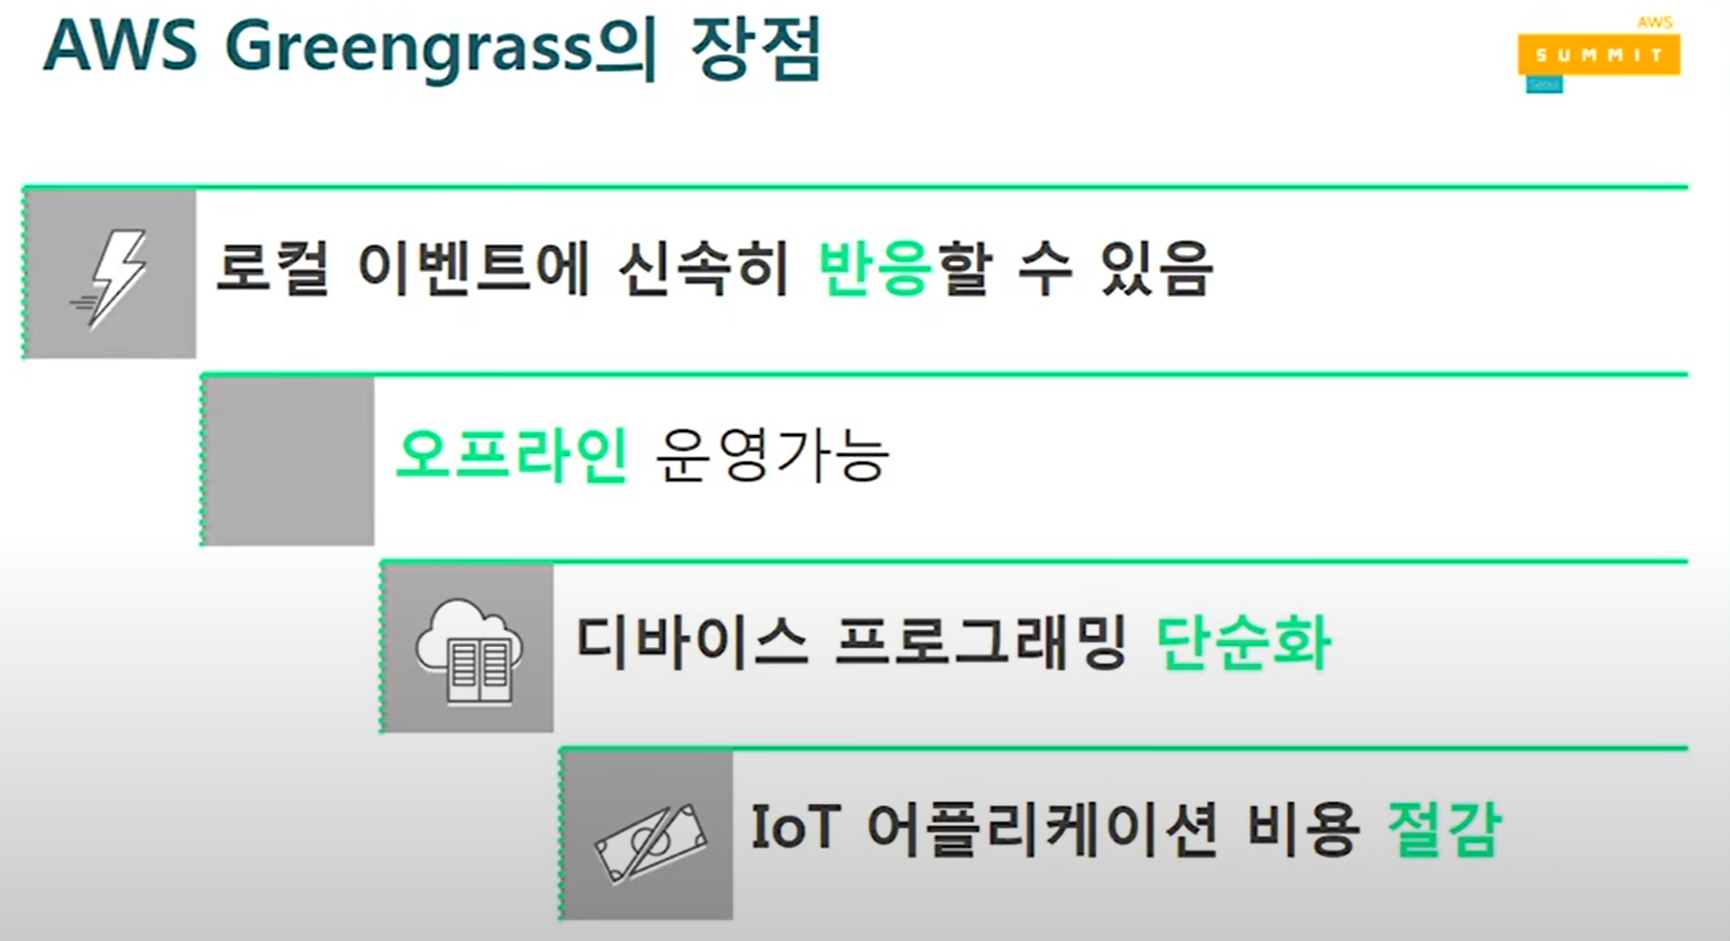 AWS Greengrass의 장점
AWS
SUMMIT
Seoul
로컬 이벤트에 신속히 반응할 수 있음
오프라인 운영가능
디바이스 프로그래밍 단순화
IoT 어플리케이션 비용 절감